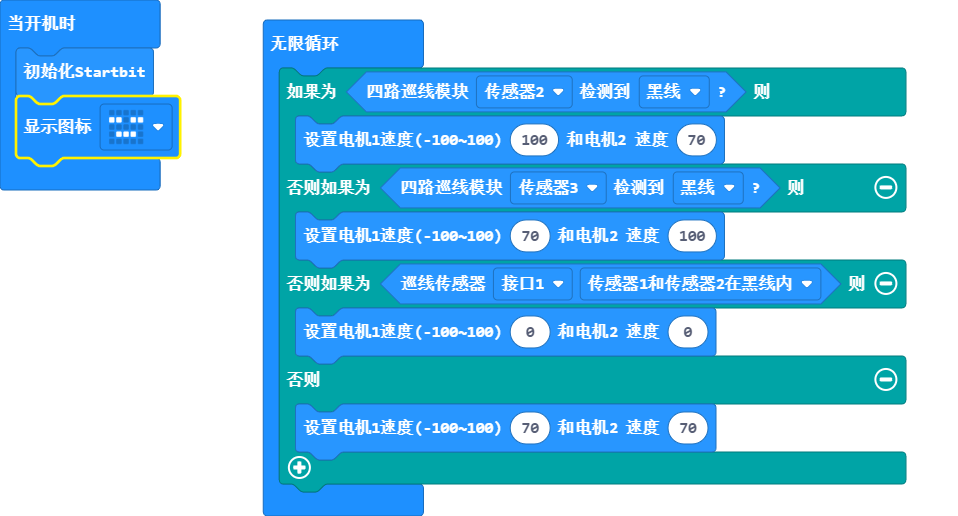 当开机时
初始化Startbit
显示图标
无限循环
如果为 四路巡线模块 传感器2 检测到 黑线 ? 则
设置电机1速度(-100~100) 100 和电机2 速度 70
否则如果为 四路巡线模块 传感器3 检测到 黑线 ? 则
设置电机1速度(-100~100) 70 和电机2 速度 100
否则如果为 巡线传感器 接口1 传感器1和传感器2在黑线内 则
设置电机1速度(-100~100) 0 和电机2 速度 0
否则
设置电机1速度(-100~100) 70 和电机2 速度 70